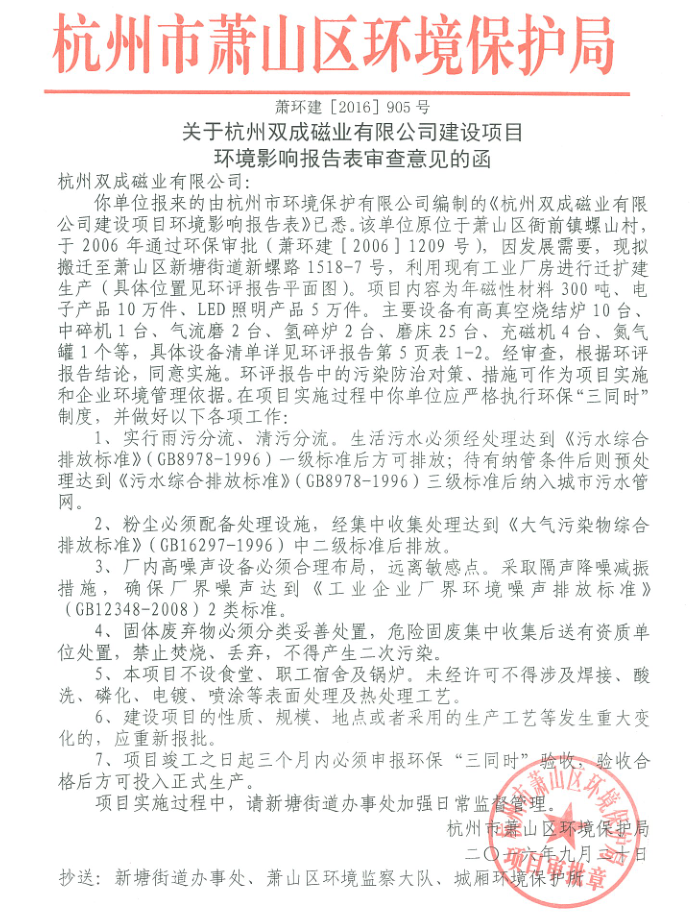 杭州市萧山区环境保护局
萧环建［2016］905 号
关于杭州双成磁业有限公司建设项目
环境影响报告表审查意见的函
杭州双成磁业有限公司：
你单位报来的由杭州市环境保护有限公司编制的《杭州双成磁业有限
公司建设项目环境影响报告表》已悉。该单位原位于萧山区衙前镇螺山村，
于 2006 年通过环保审批（萧环建［2006］1209 号），因发展需要，现拟
搬迁至萧山区新塘街道新螺路 1518-7 号，利用现有工业厂房进行迁扩建
生产（具体位置见环评报告平面图）。项目内容为年磁性材料 300 吨、电
子产品 10 万件、LED 照明产品 5 万件。主要设备有高真空烧结炉 10 台、
中碎机 1 台、气流磨 2 台、氢碎炉 2 台、磨床 25 台、充磁机 4 台、氮气
罐 1 个等，具体设备清单详见环评报告第 5 页表 1-2。经审查，根据环评
报告结论，同意实施。环评报告中的污染防治对策、措施可作为项目实施
和企业环境管理依据。在项目实施过程中你单位应严格执行环保“三同时”
制度，并做好以下各项工作：
1、实行雨污分流、清污分流。生活污水必须经处理达到《污水综合
排放标准》（GB8978-1996）一级标准后方可排放；待有纳管条件后则预处
理达到《污水综合排放标准》（GB8978-1996）三级标准后纳入城市污水管
网。
2、粉尘必须配备处理设施，经集中收集处理达到《大气污染物综合
排放标准》（GB16297-1996）中二级标准后排放。
3、厂内高噪声设备必须合理布局，远离敏感点。采取隔声降噪减振
措施，确保厂界噪声达到《工业企业厂界环境噪声排放标准》
（GB12348-2008）2 类标准。
4、固体废弃物必须分类妥善处置，危险固废集中收集后送有资质单
位处置，禁止焚烧、丢弃，不得产生二次污染。
5、本项目不设食堂、职工宿舍及锅炉。未经许可不得涉及焊接、酸
洗、磷化、电镀、喷涂等表面处理及热处理工艺。
6、建设项目的性质、规模、地点或者采用的生产工艺等发生重大变
化的，应重新报批。
7、项目竣工之日起三个月内必须申报环保“三同时”验收，验收合
格后方可投入正式生产。
项目实施过程中，请新塘街道办事处加强日常监督管理。
杭州市萧山区环境保护局
二〇一六年九月三十日
抄送：新塘街道办事处、萧山区环境监察大队、城厢环境保护所
杭州市萧山区环境保护局
项目审批章